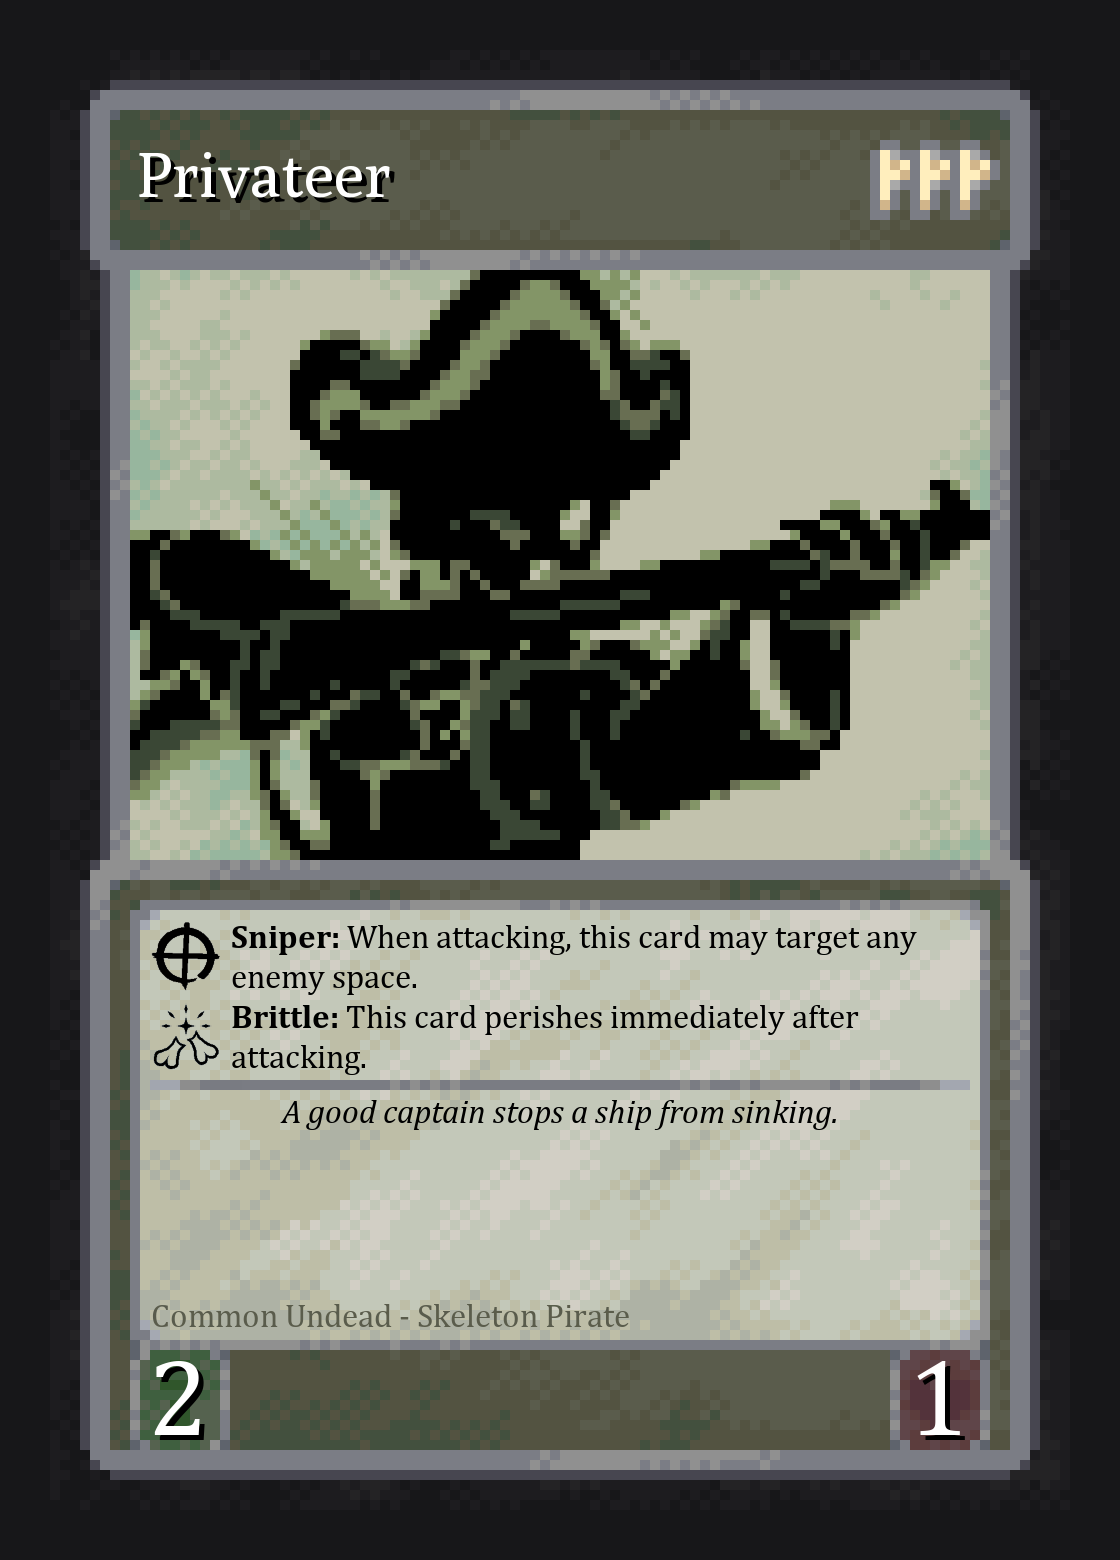 Privateer
Sniper: When attacking, this card may target any
enemy space.
Brittle: This card perishes immediately after
attacking.
A good captain stops a ship from sinking.
Common Undead - Skeleton Pirate
2
1